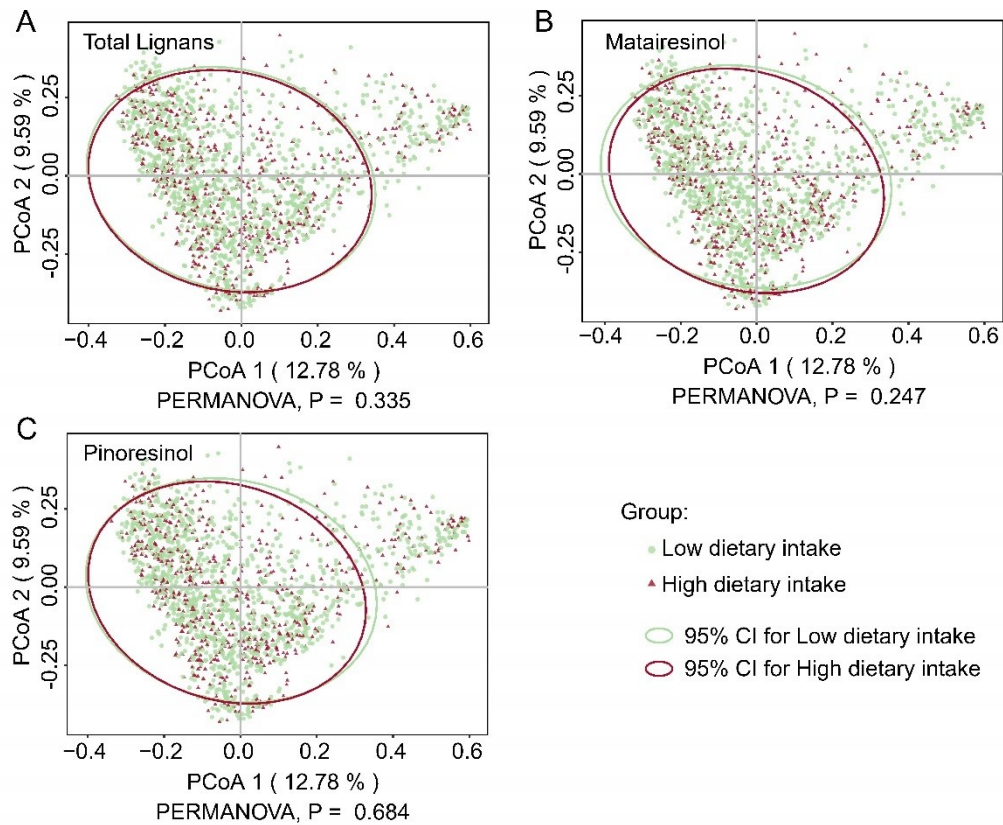 A
Total Lignans
PCoA 2 ( 9.59 % )
0.25
0.00
−0.25
−0.4 −0.2 0.0 0.2 0.4 0.6
PCoA 1 ( 12.78 % )
PERMANOVA, P = 0.335
B
Matairesinol
PCoA 2 ( 9.59 % )
0.25
0.00
−0.25
−0.4 −0.2 0.0 0.2 0.4 0.6
PCoA 1 ( 12.78 % )
PERMANOVA, P = 0.247
C
Pinoresinol
PCoA 2 ( 9.59 % )
0.25
0.00
−0.25
−0.4 −0.2 0.0 0.2 0.4 0.6
PCoA 1 ( 12.78 % )
PERMANOVA, P = 0.684
Group:
Low dietary intake
High dietary intake
95% CI for Low dietary intake
95% CI for High dietary intake